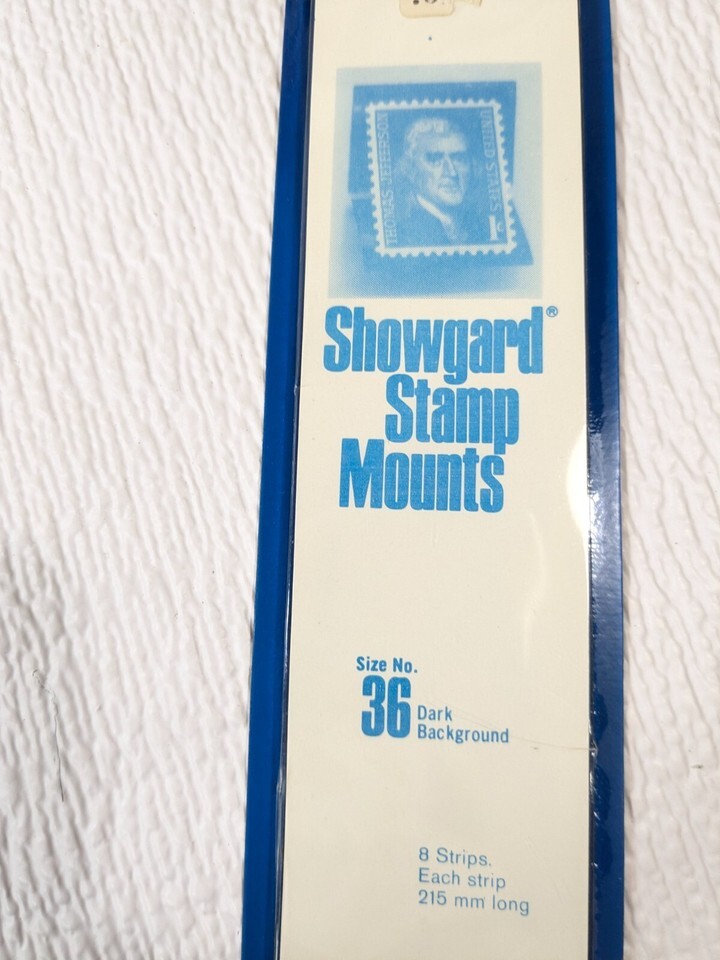 THOMAS JEFFERSON
UNITED STATES
1c
Showgard®
Stamp
Mounts
Size No.
36 Dark
Background
8 Strips.
Each strip
215 mm long